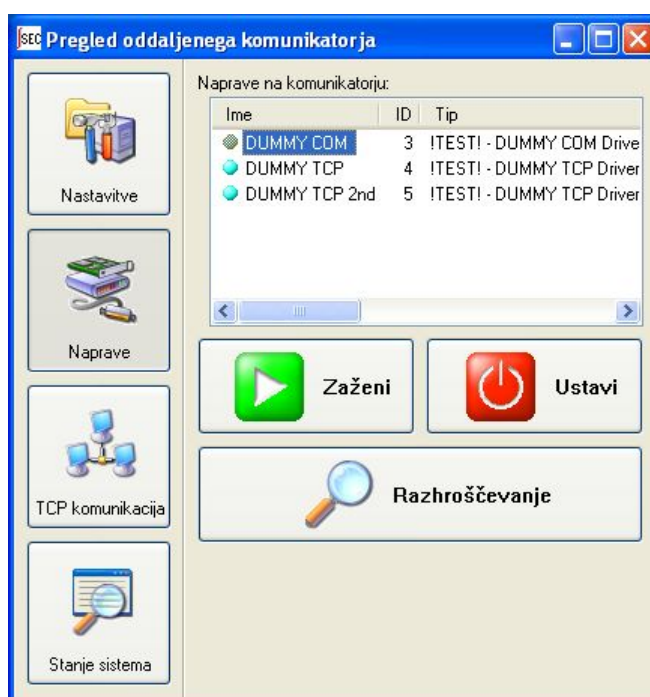 SEC Pregled oddaljenega komunikatorja
Nastavitve
Naprave
TCP komunikacija
Stanje sistema
Naprave na komunikatorju:
Ime ID Tip
DUMMY COM 3 !TEST! - DUMMY COM Drive
DUMMY TCP 4 !TEST! - DUMMY TCP Driver
DUMMY TCP 2nd 5 !TEST! - DUMMY TCP Driver
Zaženi
Ustavi
Razhroščevanje